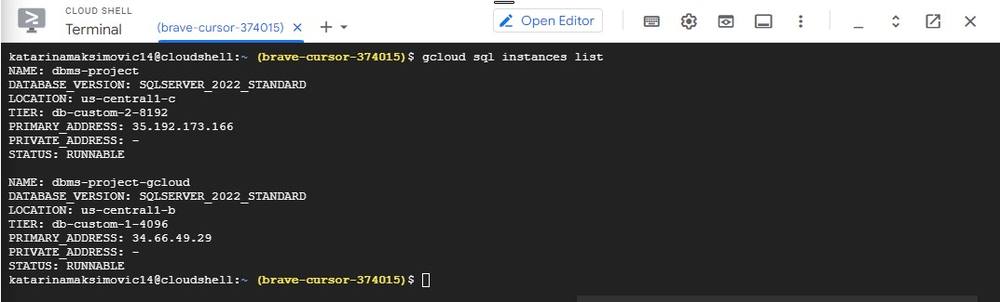 CLOUD SHELL
Terminal
(brave-cursor-374015)
Open Editor
katarinamaksimovic14@cloudshell:~ (brave-cursor-374015)$ gcloud sql instances list
NAME: dbms-project
DATABASE_VERSION: SQLSERVER_2022_STANDARD
LOCATION: us-central1-c
TIER: db-custom-2-8192
PRIMARY_ADDRESS: 35.192.173.166
PRIVATE_ADDRESS: -
STATUS: RUNNABLE
NAME: dbms-project-gcloud
DATABASE_VERSION: SQLSERVER_2022_STANDARD
LOCATION: us-central1-b
TIER: db-custom-1-4096
PRIMARY_ADDRESS: 34.66.49.29
PRIVATE_ADDRESS: -
STATUS: RUNNABLE
katarinamaksimovic14@cloudshell:~ (brave-cursor-374015)$